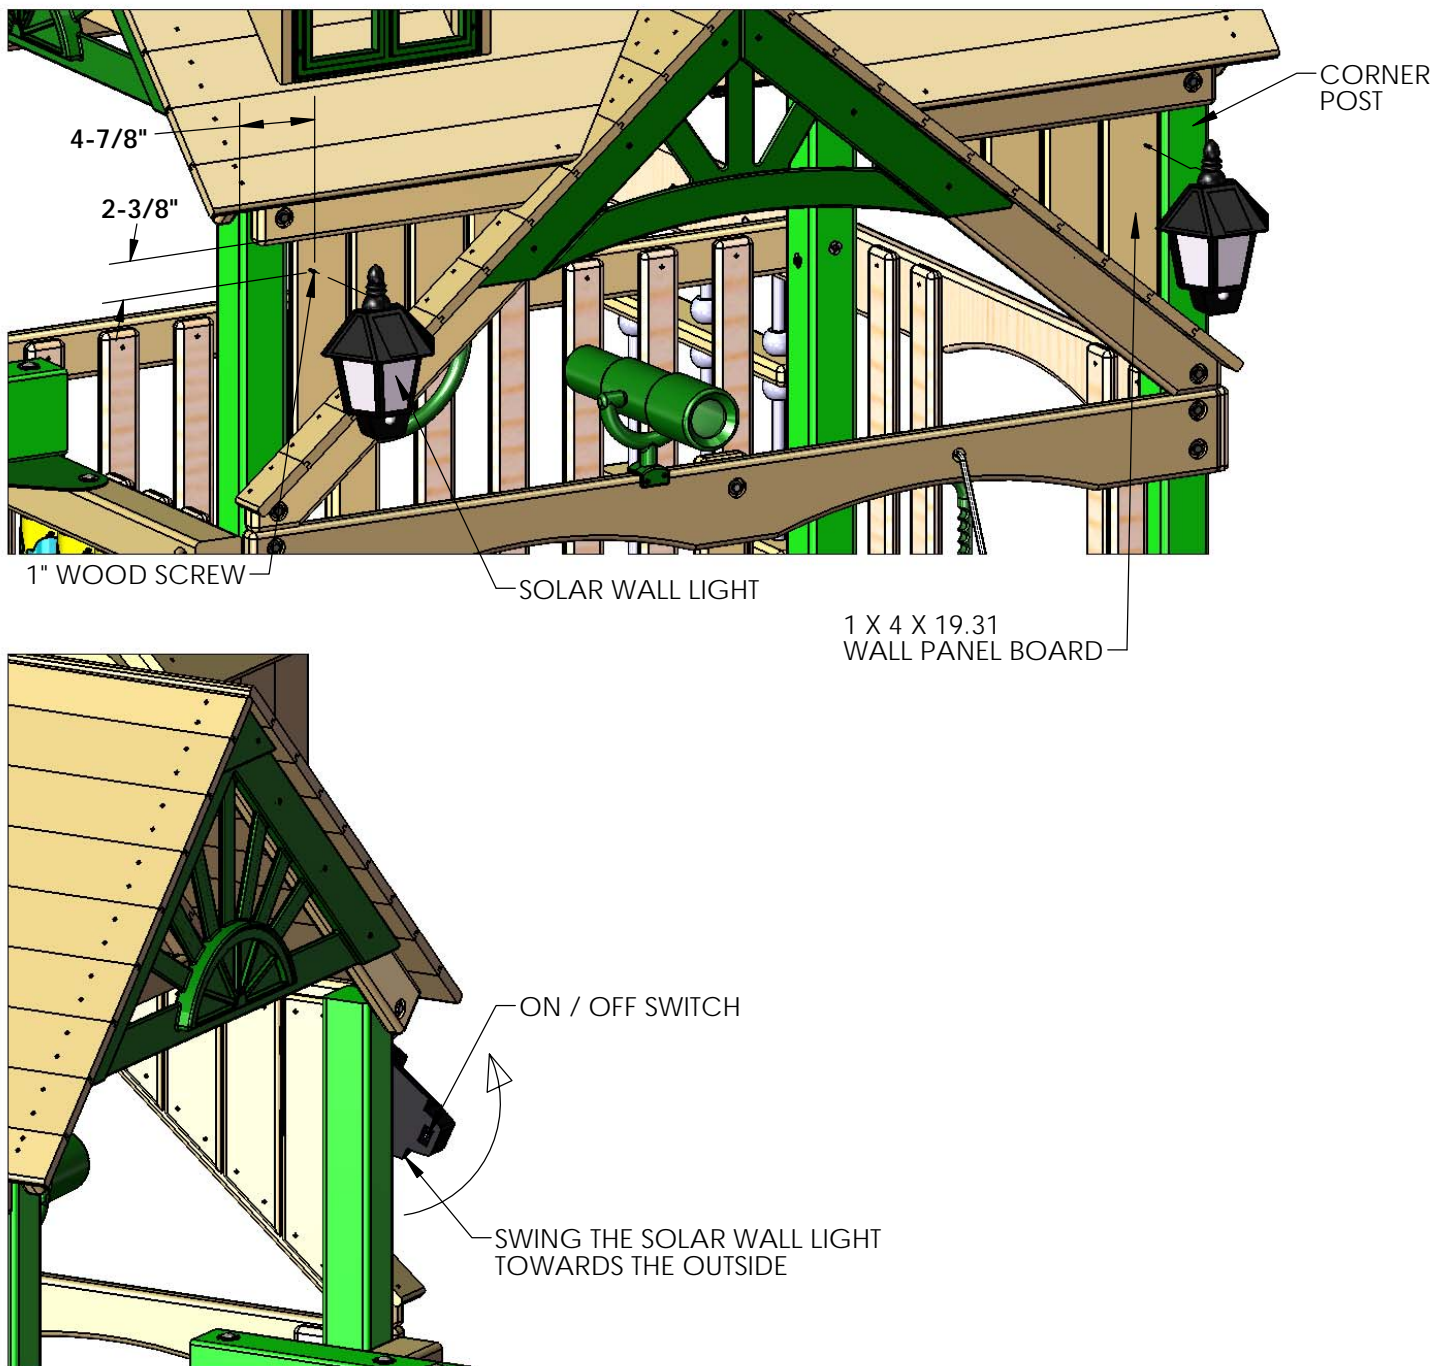 CORNER
POST
4-7/8"
2-3/8"
1" WOOD SCREW
SOLAR WALL LIGHT
1 X 4 X 19.31
WALL PANEL BOARD
ON / OFF SWITCH
SWING THE SOLAR WALL LIGHT
TOWARDS THE OUTSIDE